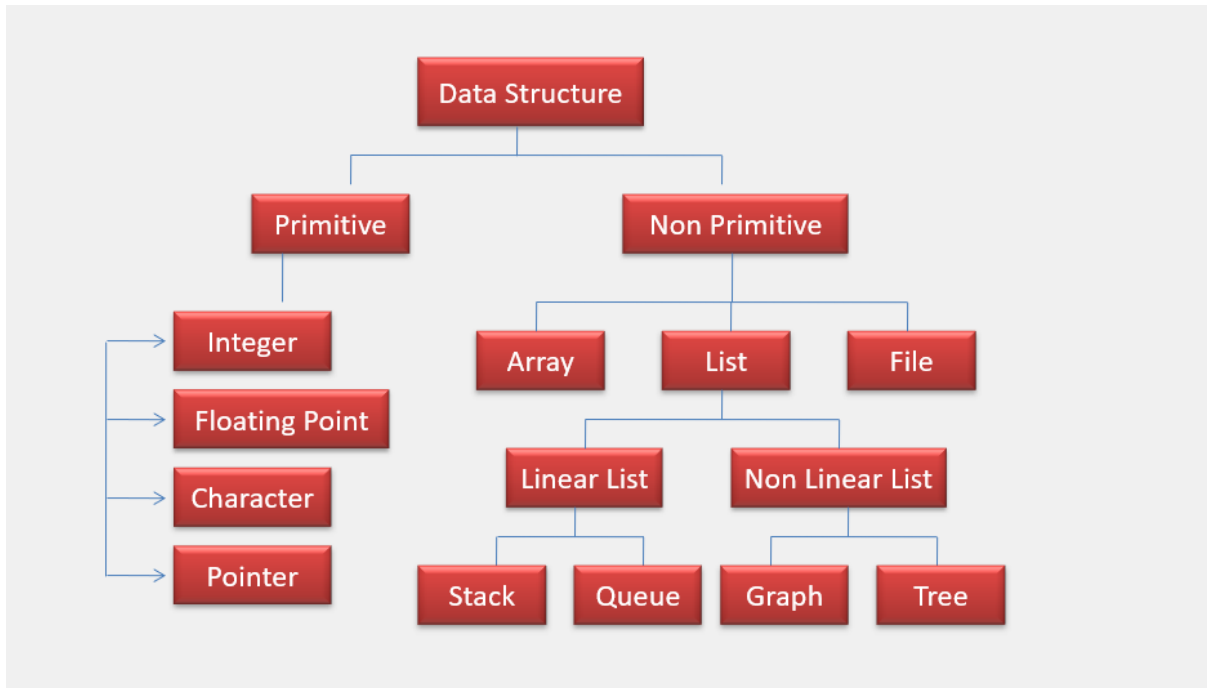 Data Structure
Primitive
Non Primitive
Integer
Floating Point
Character
Pointer
Array
List
File
Linear List
Non Linear List
Stack
Queue
Graph
Tree